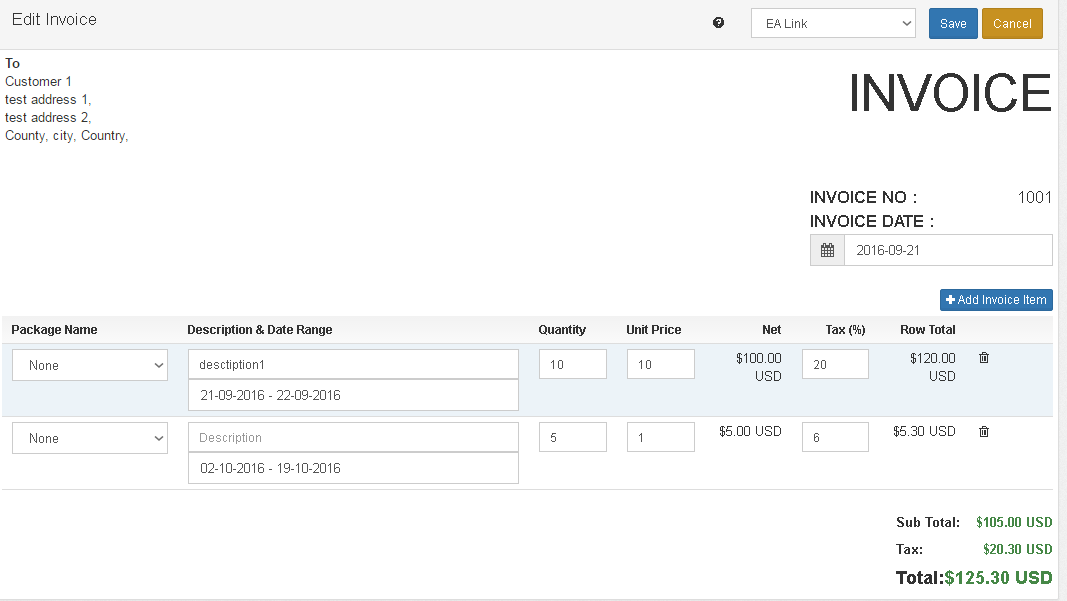 Edit Invoice
EA Link
Save
Cancel
To
Customer 1
test address 1,
test address 2,
County, city, Country,
INVOICE
INVOICE NO : 1001
INVOICE DATE :
2016-09-21
Add Invoice Item
Package Name Description & Date Range Quantity Unit Price Net Tax (%) Row Total
None desctiption1 10 10 $100.00 USD 20 $120.00 USD
21-09-2016 - 22-09-2016
None Description 5 1 $5.00 USD 6 $5.30 USD
02-10-2016 - 19-10-2016
Sub Total: $105.00 USD
Tax: $20.30 USD
Total:$125.30 USD